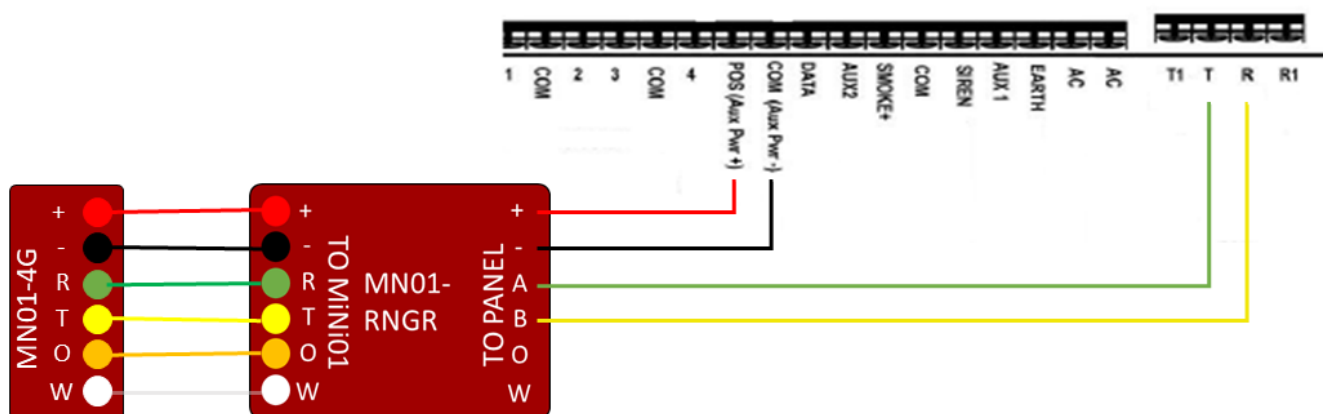 1 COM 2 3 COM 4 POS (Aux Pwr +) COM (Aux Pwr -) DATA AUX2 SMOKE+ COM SIREN AUX 1 EARTH AC AC T1 T R R1
MN01-4G
+
-
R
T
O
W
+
-
R
T
O
W
TO MiNi01
MN01-
RNGR
TO PANEL
+
-
A
B
O
W